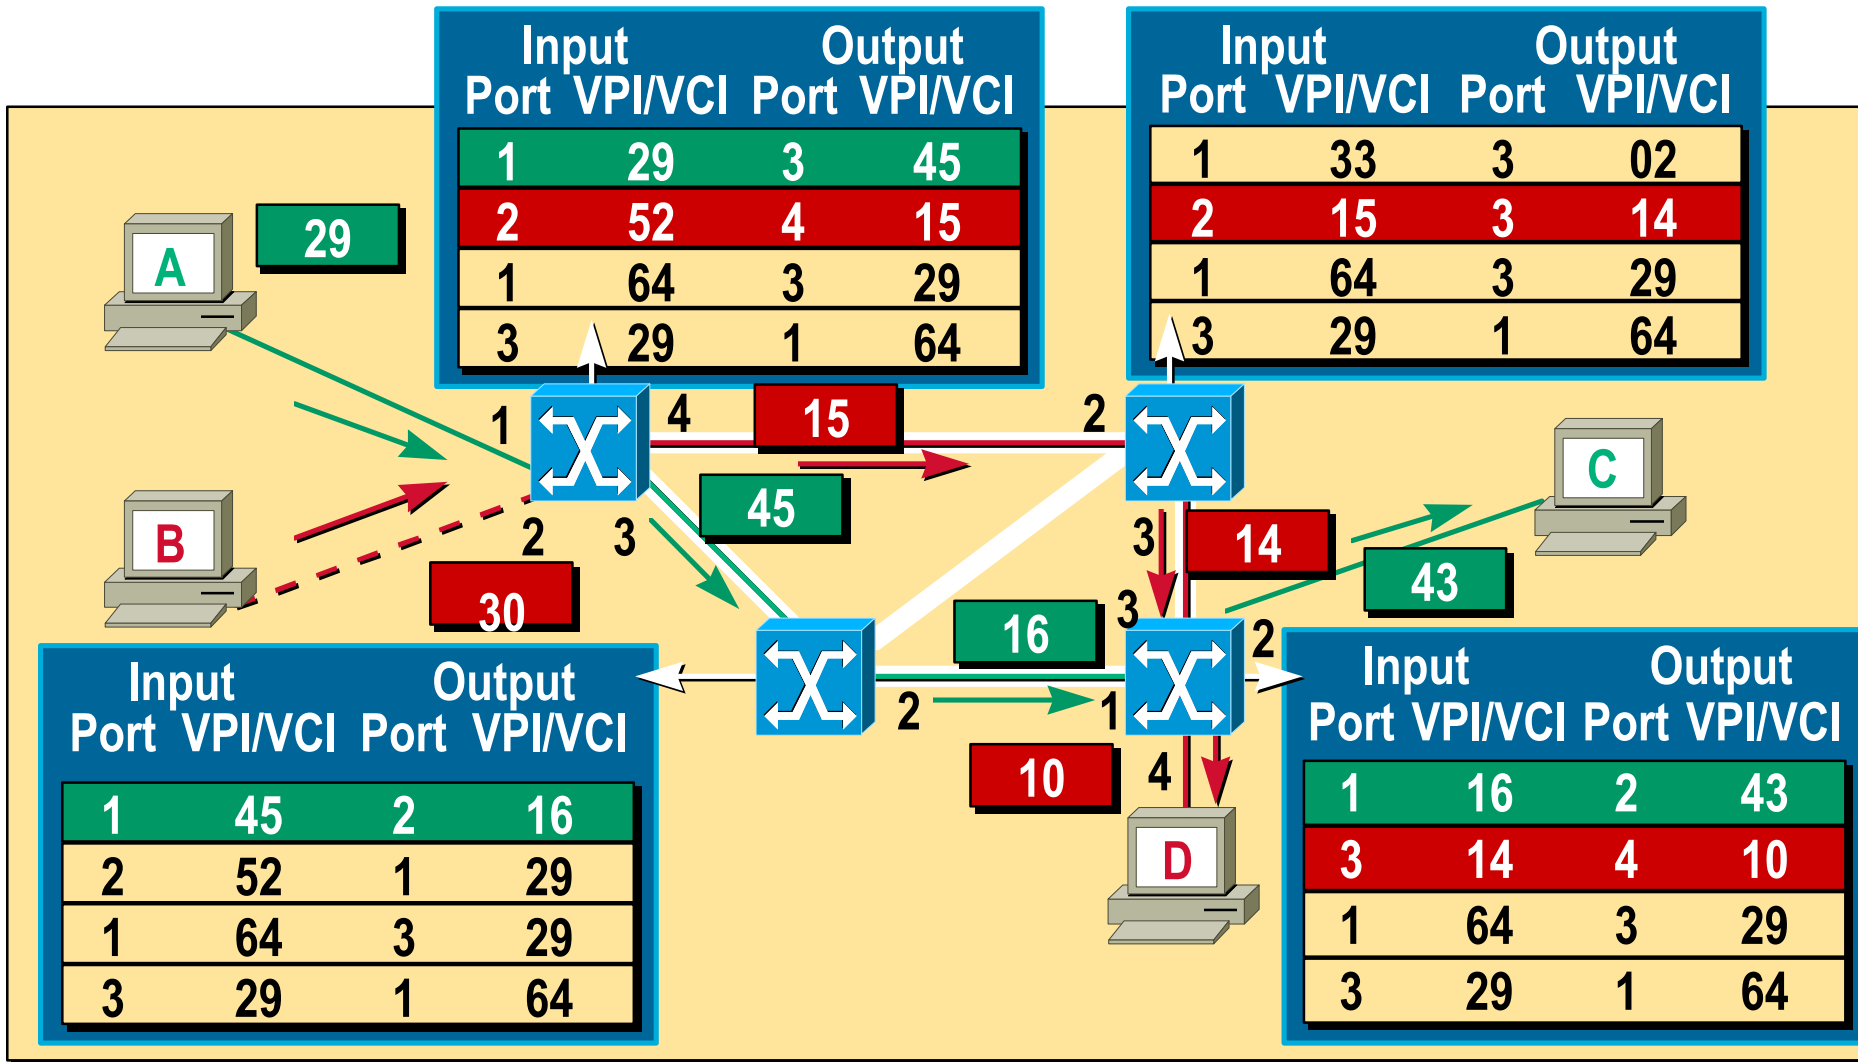 Input Output
Port VPI/VCI Port VPI/VCI
1 29 3 45
2 52 4 15
1 64 3 29
3 29 1 64
Input Output
Port VPI/VCI Port VPI/VCI
1 33 3 02
2 15 3 14
1 64 3 29
3 29 1 64
A
29
B
30
1
2
3
4
15
2
45
3
14
C
43
3
16
2
1
2
10
4
D
Input Output
Port VPI/VCI Port VPI/VCI
1 45 2 16
2 52 1 29
1 64 3 29
3 29 1 64
Input Output
Port VPI/VCI Port VPI/VCI
1 16 2 43
3 14 4 10
1 64 3 29
3 29 1 64